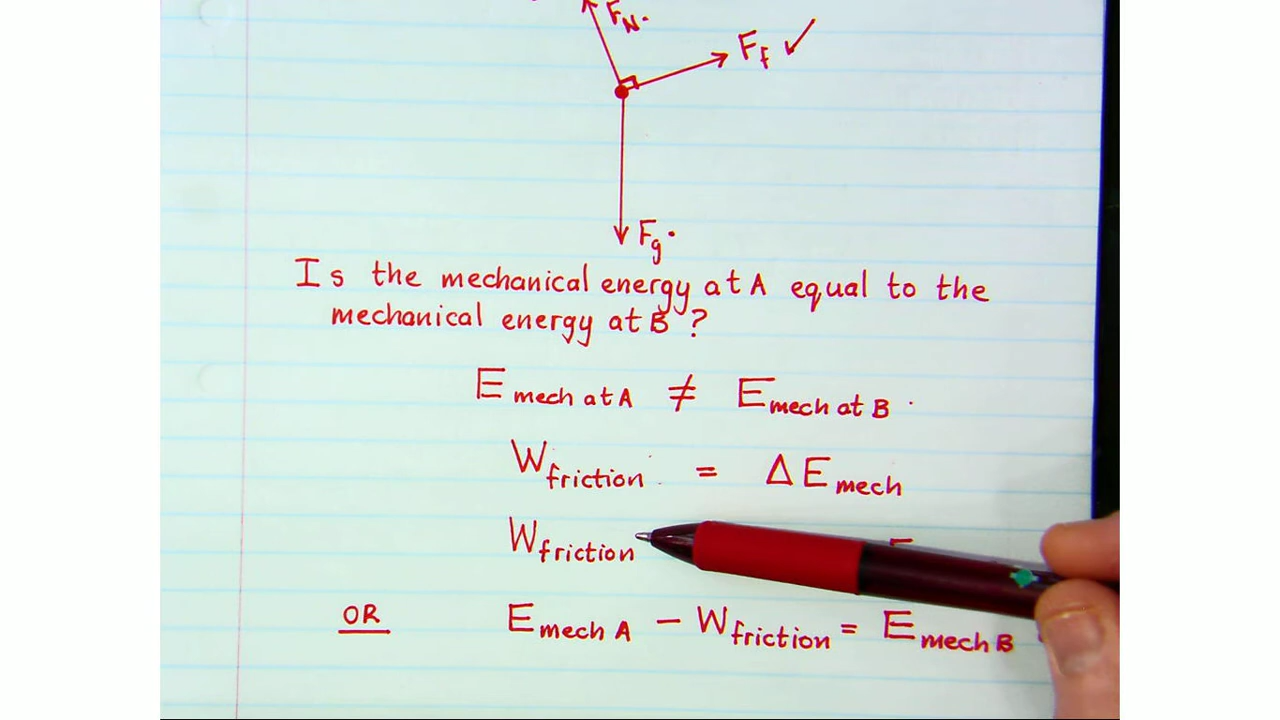 F_N.
F_f ✓
F_g.
Is the mechanical energy at A equal to the
mechanical energy at B ?
E_mech at A ≠ E_mech at B .
W_friction = ΔE_mech
W_friction
OR E_mech A − W_friction = E_mech B